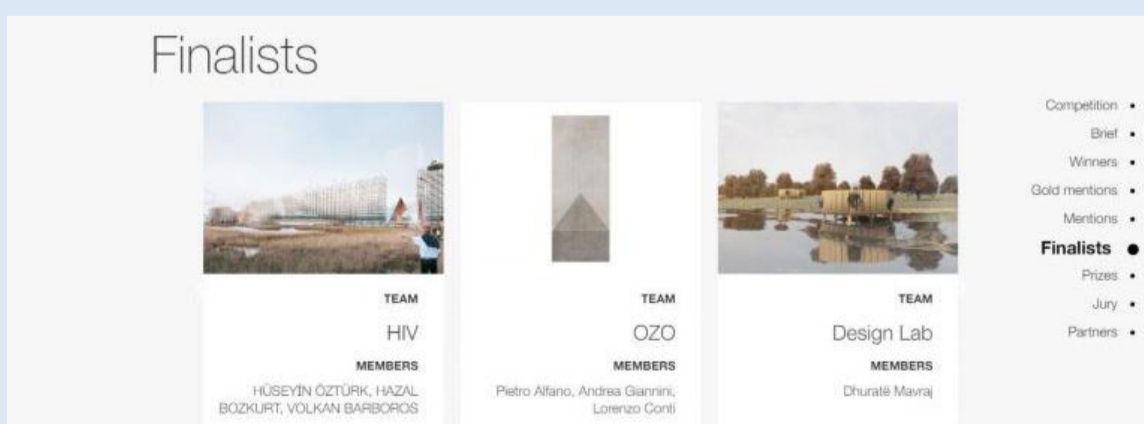 Finalists
TEAM
HIV
MEMBERS
HÜSEYİN ÖZTÜRK, HAZAL
BOZKURT, VOLKAN BARBOROS
TEAM
OZO
MEMBERS
Pietro Alfano, Andrea Giannini,
Lorenzo Conti
TEAM
Design Lab
MEMBERS
Dhuratë Mavraj
Competition
Brief
Winners
Gold mentions
Mentions
Finalists
Prizes
Jury
Partners